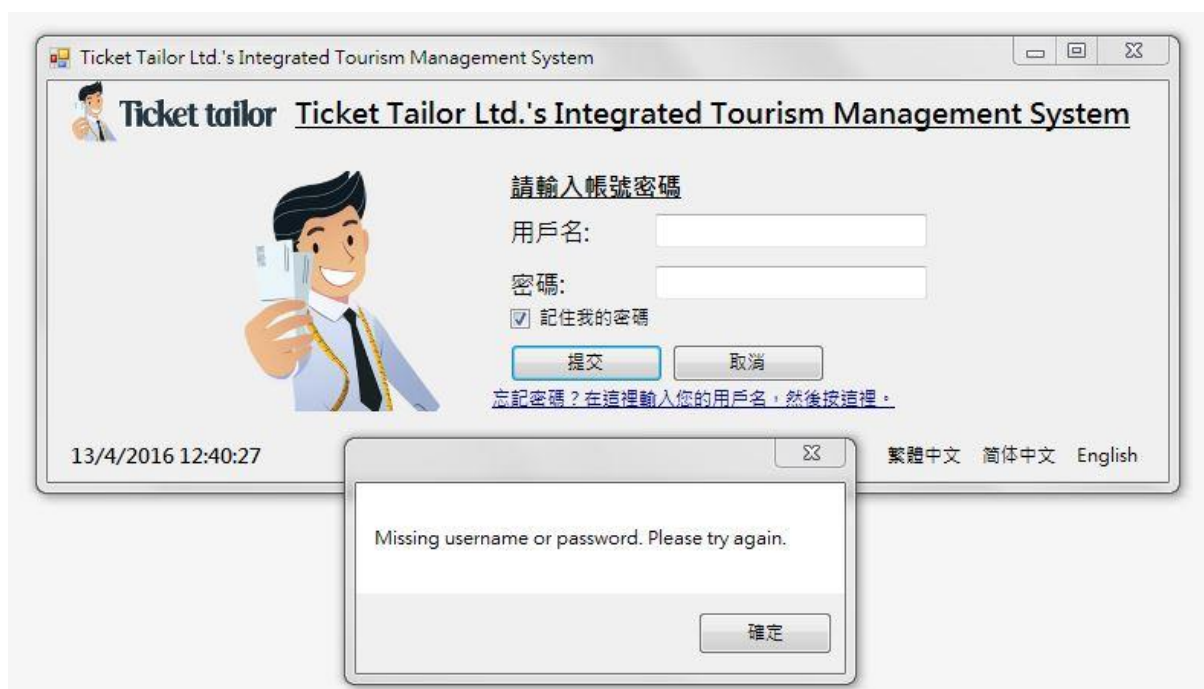 Ticket Tailor Ltd.'s Integrated Tourism Management System
Ticket tailor Ticket Tailor Ltd.'s Integrated Tourism Management System
請輸入帳號密碼
用戶名:
密碼:
記住我的密碼
提交 取消
忘記密碼？在這裡輸入您的用戶名，然後按這裡。
13/4/2016 12:40:27 繁體中文 简体中文 English
Missing username or password. Please try again.
確定